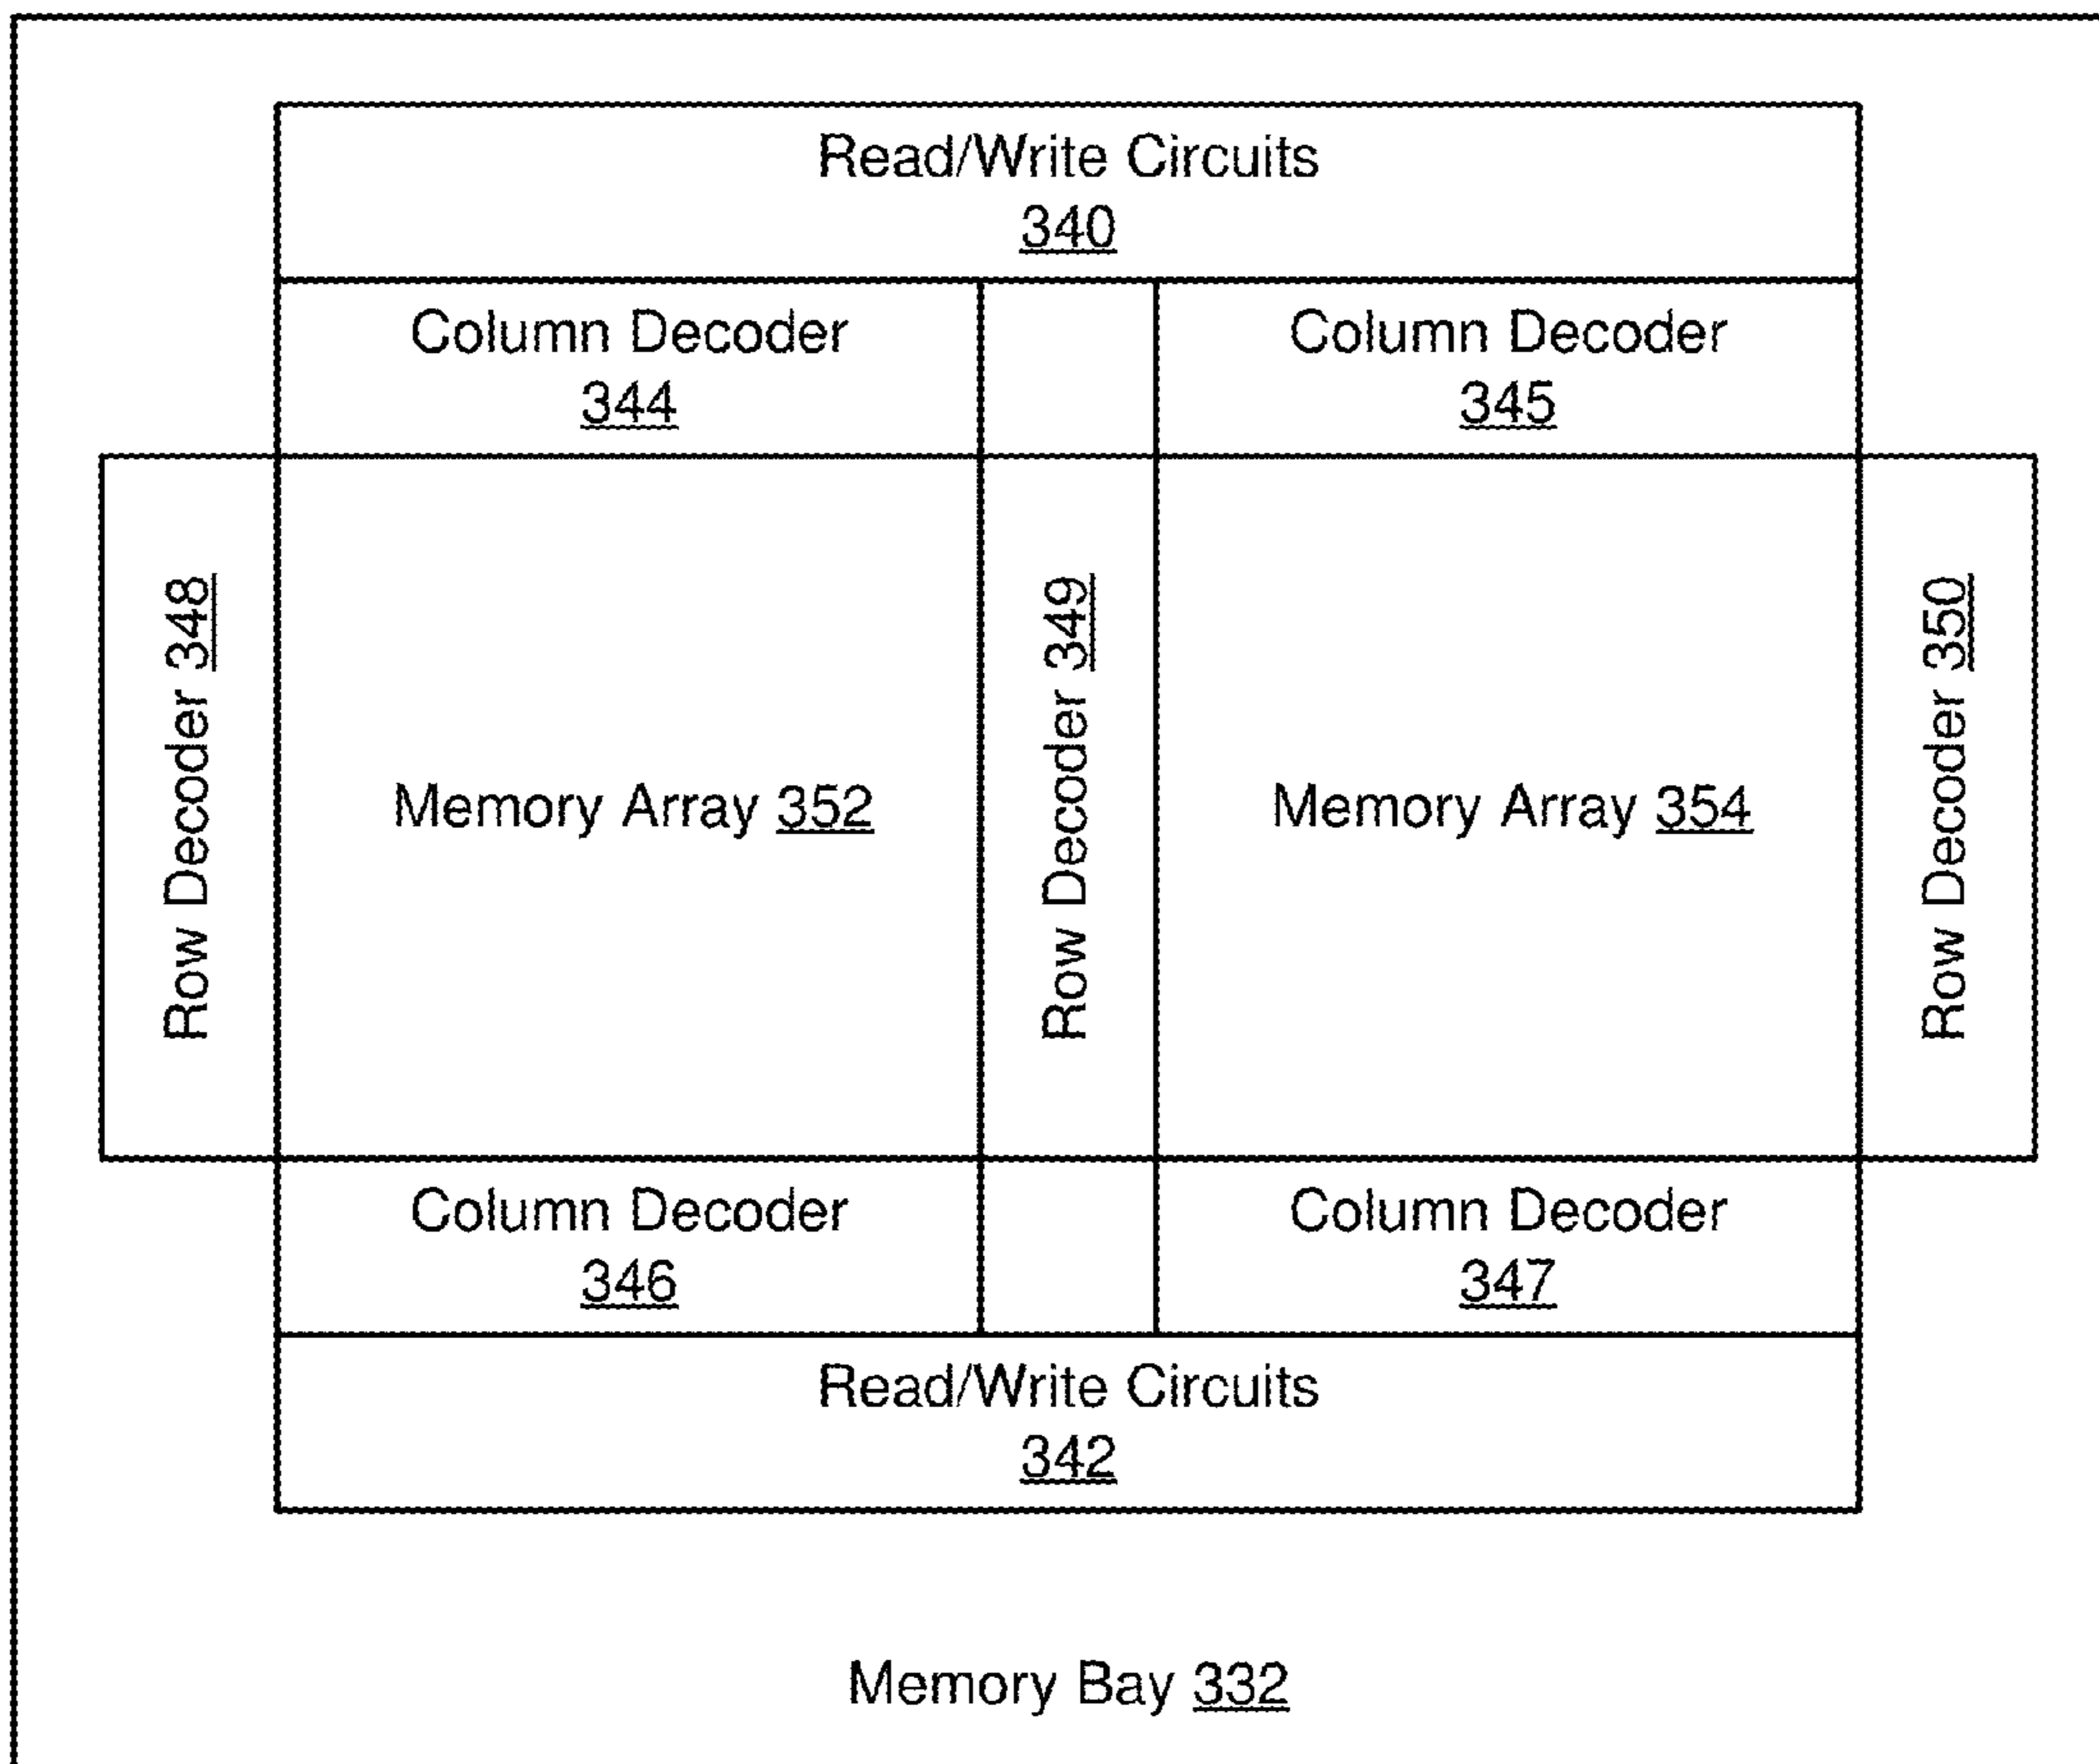 Read/Write Circuits
340
Column Decoder
344
Column Decoder
345
Row Decoder 348
Memory Array 352
Row Decoder 349
Memory Array 354
Row Decoder 350
Column Decoder
346
Column Decoder
347
Read/Write Circuits
342
Memory Bay 332